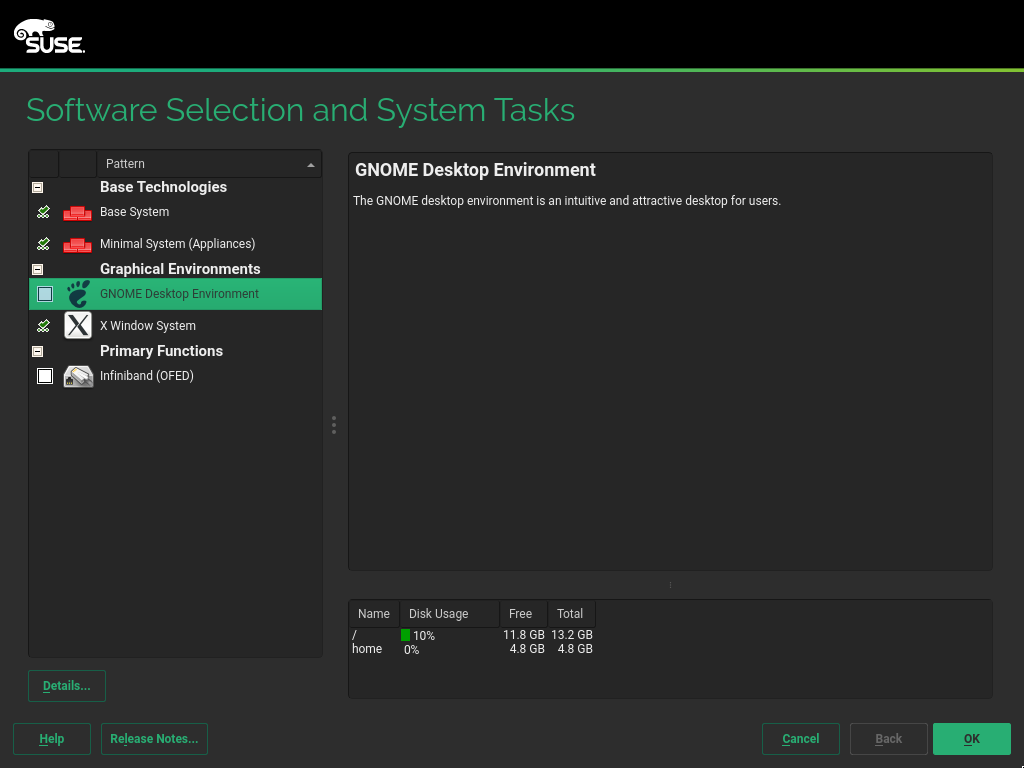 SUSE.
Software Selection and System Tasks
Pattern
Base Technologies
Base System
Minimal System (Appliances)
Graphical Environments
GNOME Desktop Environment
X Window System
Primary Functions
Infiniband (OFED)
GNOME Desktop Environment
The GNOME desktop environment is an intuitive and attractive desktop for users.
Name Disk Usage Free Total
/ 10% 11.8 GB 13.2 GB
home 0% 4.8 GB 4.8 GB
Details...
Help Release Notes... Cancel Back OK